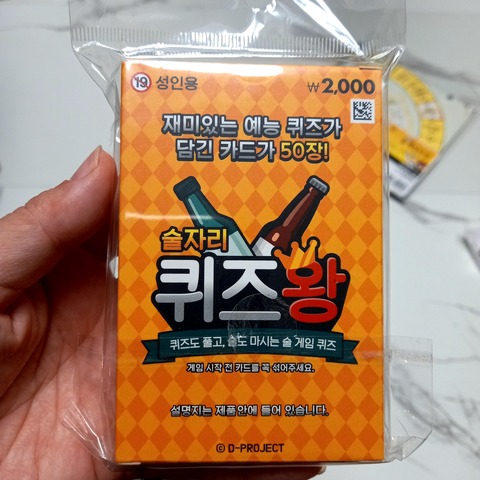 19 성인용
₩2,000
재미있는 예능 퀴즈가
담긴 카드가 50장!
술자리
퀴즈왕
퀴즈도 풀고, 술도 마시는 술 게임 퀴즈
게임 시작 전 카드를 꼭 섞어주세요.
설명지는 제품안에 들어 있습니다.
© D-PROJECT